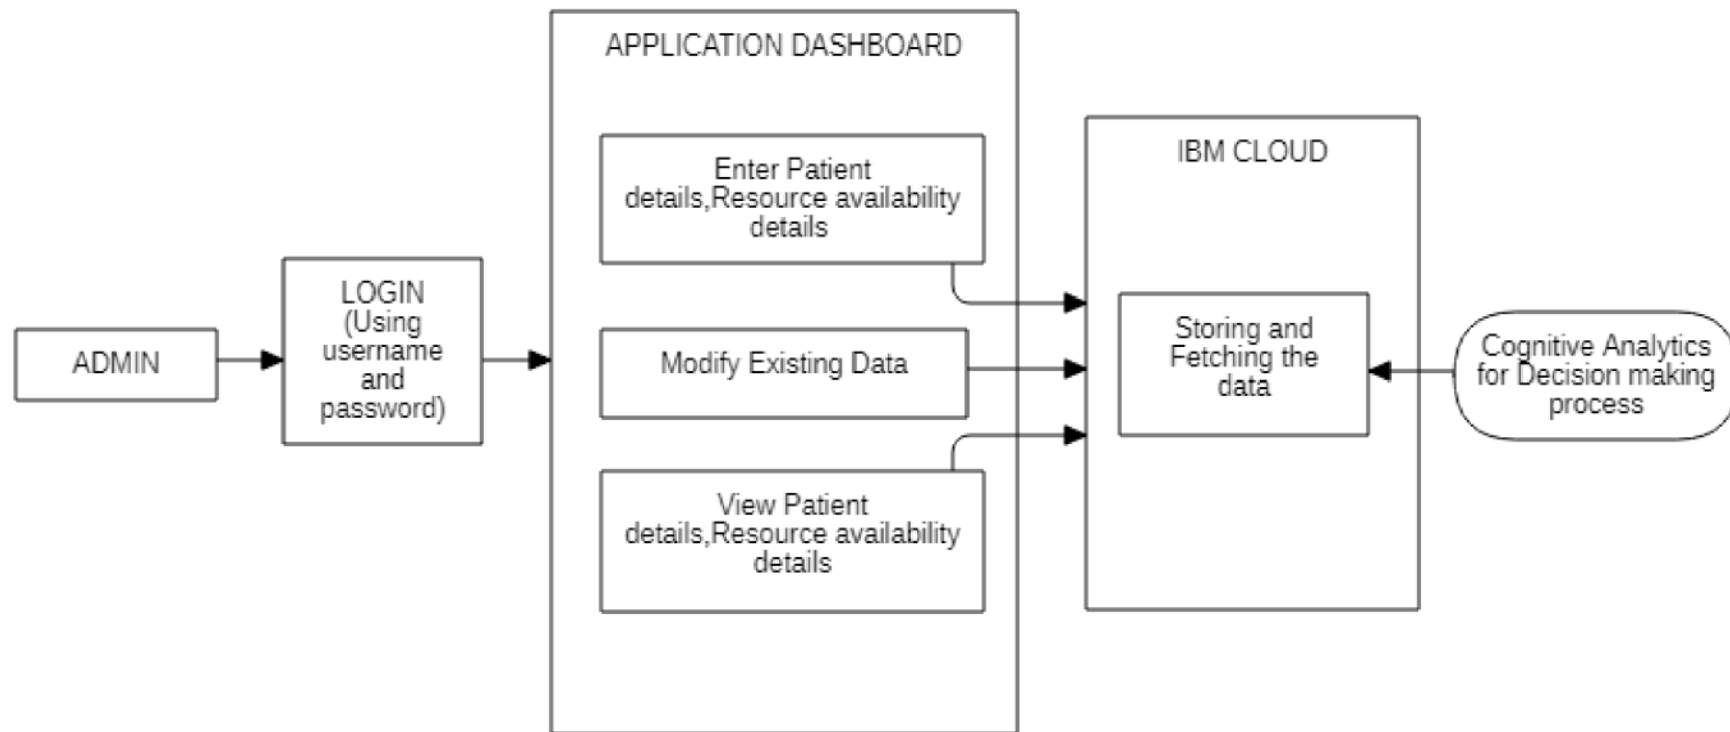 APPLICATION DASHBOARD
Enter Patient
details,Resource availability
details
IBM CLOUD
LOGIN
(Using
username
and
password)
ADMIN
Modify Existing Data
Storing and
Fetching the
data
Cognitive Analytics
for Decision making
process
View Patient
details,Resource availability
details